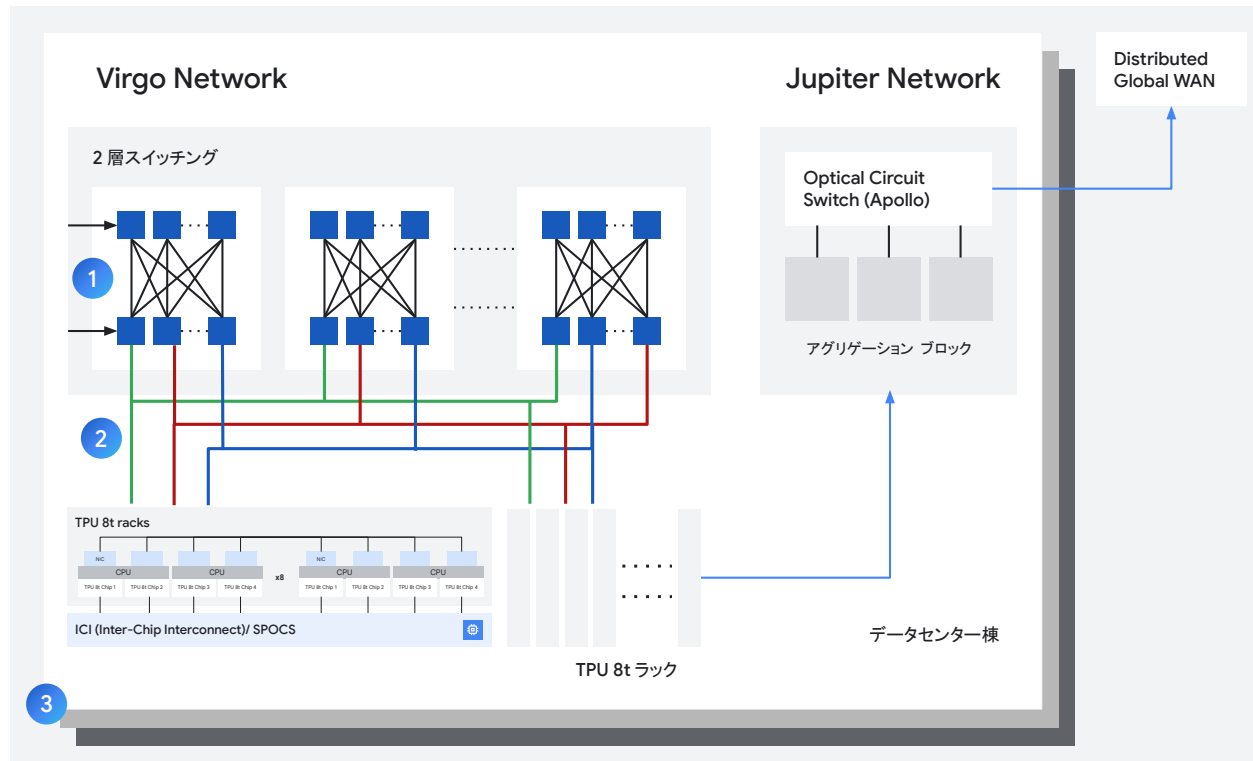 Virgo Network
Jupiter Network
Distributed
Global WAN
2 層スイッチング
Optical Circuit
Switch (Apollo)
1
アグリゲーション ブロック
2
TPU 8t racks
NIC
NIC
CPU
CPU
x8
CPU
CPU
TPU 8t Chip 1
TPU 8t Chip 2
TPU 8t Chip 3
TPU 8t Chip 4
TPU 8t Chip 1
TPU 8t Chip 2
TPU 8t Chip 3
TPU 8t Chip 4
ICI (Inter-Chip Interconnect)/ SPOCS
データセンター棟
TPU 8t ラック
3